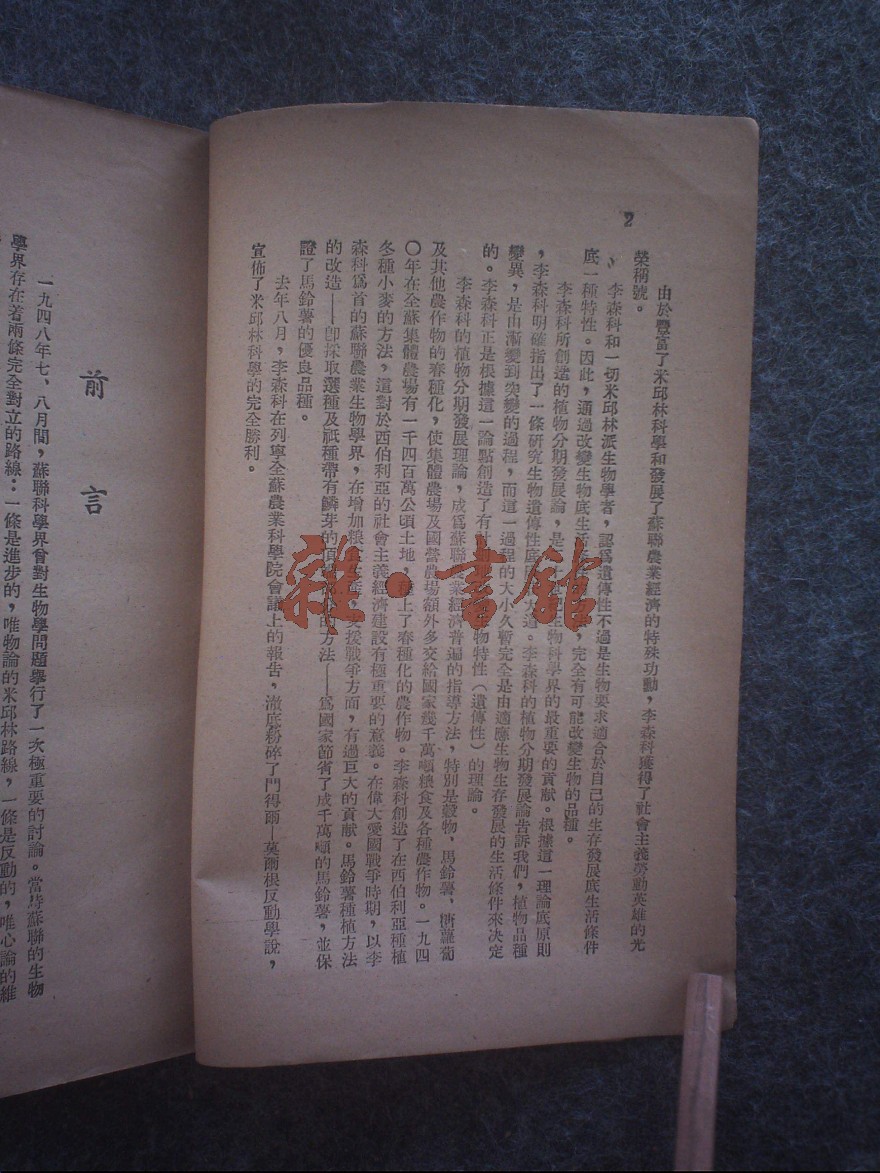 2
由於豐富了米邱林科學和發展了蘇聯農業經濟的特殊功勳，李森科獲得了社會主義勞動英雄的光
榮稱號。
李森科和一切米邱林派生物學者，認爲遺傳性不過是生物要求適合於自己的生存發展底生活條件
底一種特性。因此，通過改變生物底生活，完全有可能改變生物的品種。
李森科所創造的植物分期發展論，是生物科學界的最重要的貢獻。根據這一理論底原則
，李森科明確指出了一條研究生物遺傳性底道。李森科的植物分期發展論告訴我們，植物品種
變異，是由漸變到突變的過程，而這一過程的大小久暫完全是由適應生物生存發展的生活條件來決定
的。李森科正是根據這一論點創造了有生物特性（遺傳性）的理論。
李森科的植物分期發展理論，成爲蘇聯農業經濟普遍的指導方法，特別是穀物，馬鈴薯，糖蘿蔔
及其他農作物的春種化，使集體農場及國營農場額外多交給國家幾千萬噸粮食及各種農作物。一九四
〇年在全蘇集體農場有一千四百萬公頃土地，種上了春種化的農作物。李森科創造了在西伯利亞種植
冬種小麥的方法，這對於西伯利亞的社會主義經濟建設有極重要的意義。在偉大愛國戰爭時期，以李
森科爲首的蘇聯農業生物學界，在增加粮食支援戰爭方面，有過巨大的貢獻。馬鈴薯種植方法
的改造——卽採取選種及祇種帶有鱗芽的頂方法——爲國家節省了成千萬噸的馬鈴薯，並保
證了馬鈴薯的優良品種。
去年八月，李森科在列寧全蘇農業科學院會議上的報告，澈底粉碎了門得爾—莫爾根反動學說，
宣佈了米邱林科學的完全勝利。
雜·書舘
前言
一九四八年七、八月間，蘇聯科學界曾對生物學問題舉行了一次極重要的討論。當時蘇聯的生物
學界存在着兩條完全對立的路線：一條是進步的，唯物論的米邱林路線，一條是反動的，唯心論的維